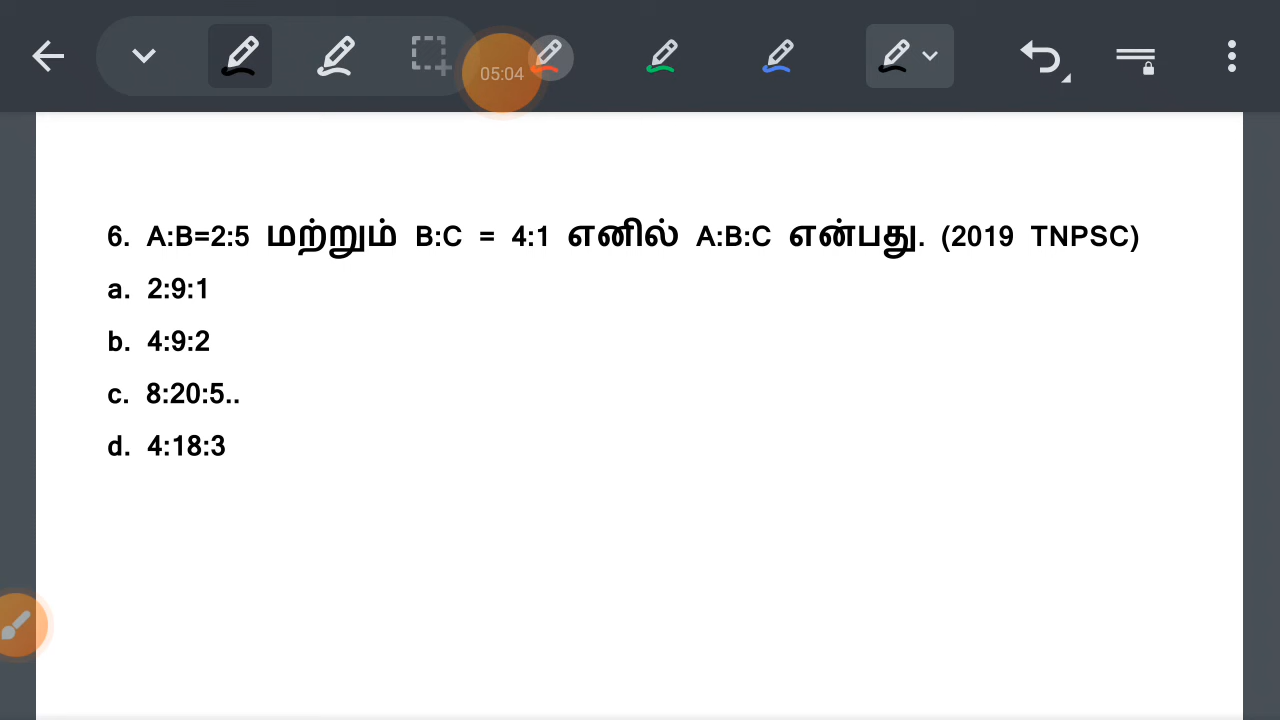 05:04
6. A:B=2:5 மற்றும் B:C = 4:1 எனில் A:B:C என்பது. (2019 TNPSC)
a. 2:9:1
b. 4:9:2
c. 8:20:5..
d. 4:18:3